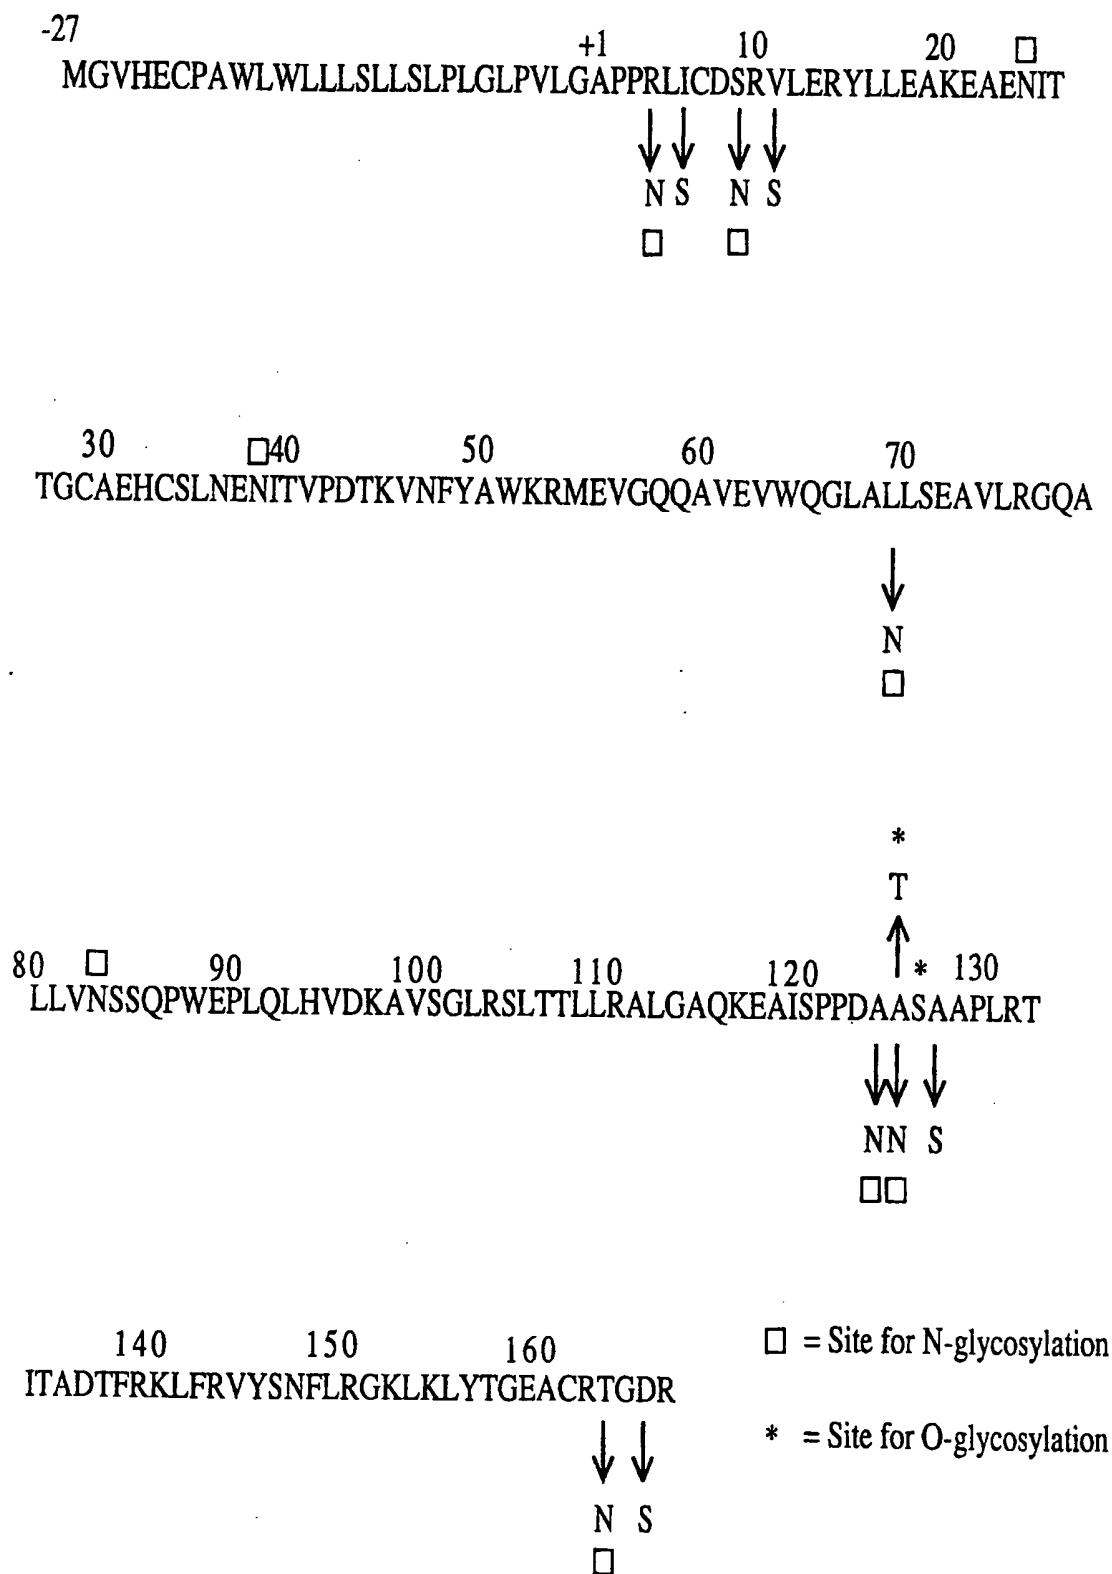 -27 +1 10 20 □
MGVHECPAWLWLLLSLLSLPLGLPVLGAPPRLICDSRVLERYLLEAKEAENIT
N S N S
□ □
30 □40 50 60 70
TGCAEHCSLNENITVPDTKVNFYAWKRMEVGQQAVEVWQGLALLSEAVLRGQA
N
□
*
T
80 □ 90 100 110 120 * 130
LLVNSSQPWEPLQLHVDKAVSGLRSLTTLLRALGAQKEAISPPDAASAAPLRT
NN S
□□
140 150 160
ITADTFRKLFRVYSNFLRGKLKLYTGEACRTGDR
N S
□
□ = Site for N-glycosylation
* = Site for O-glycosylation